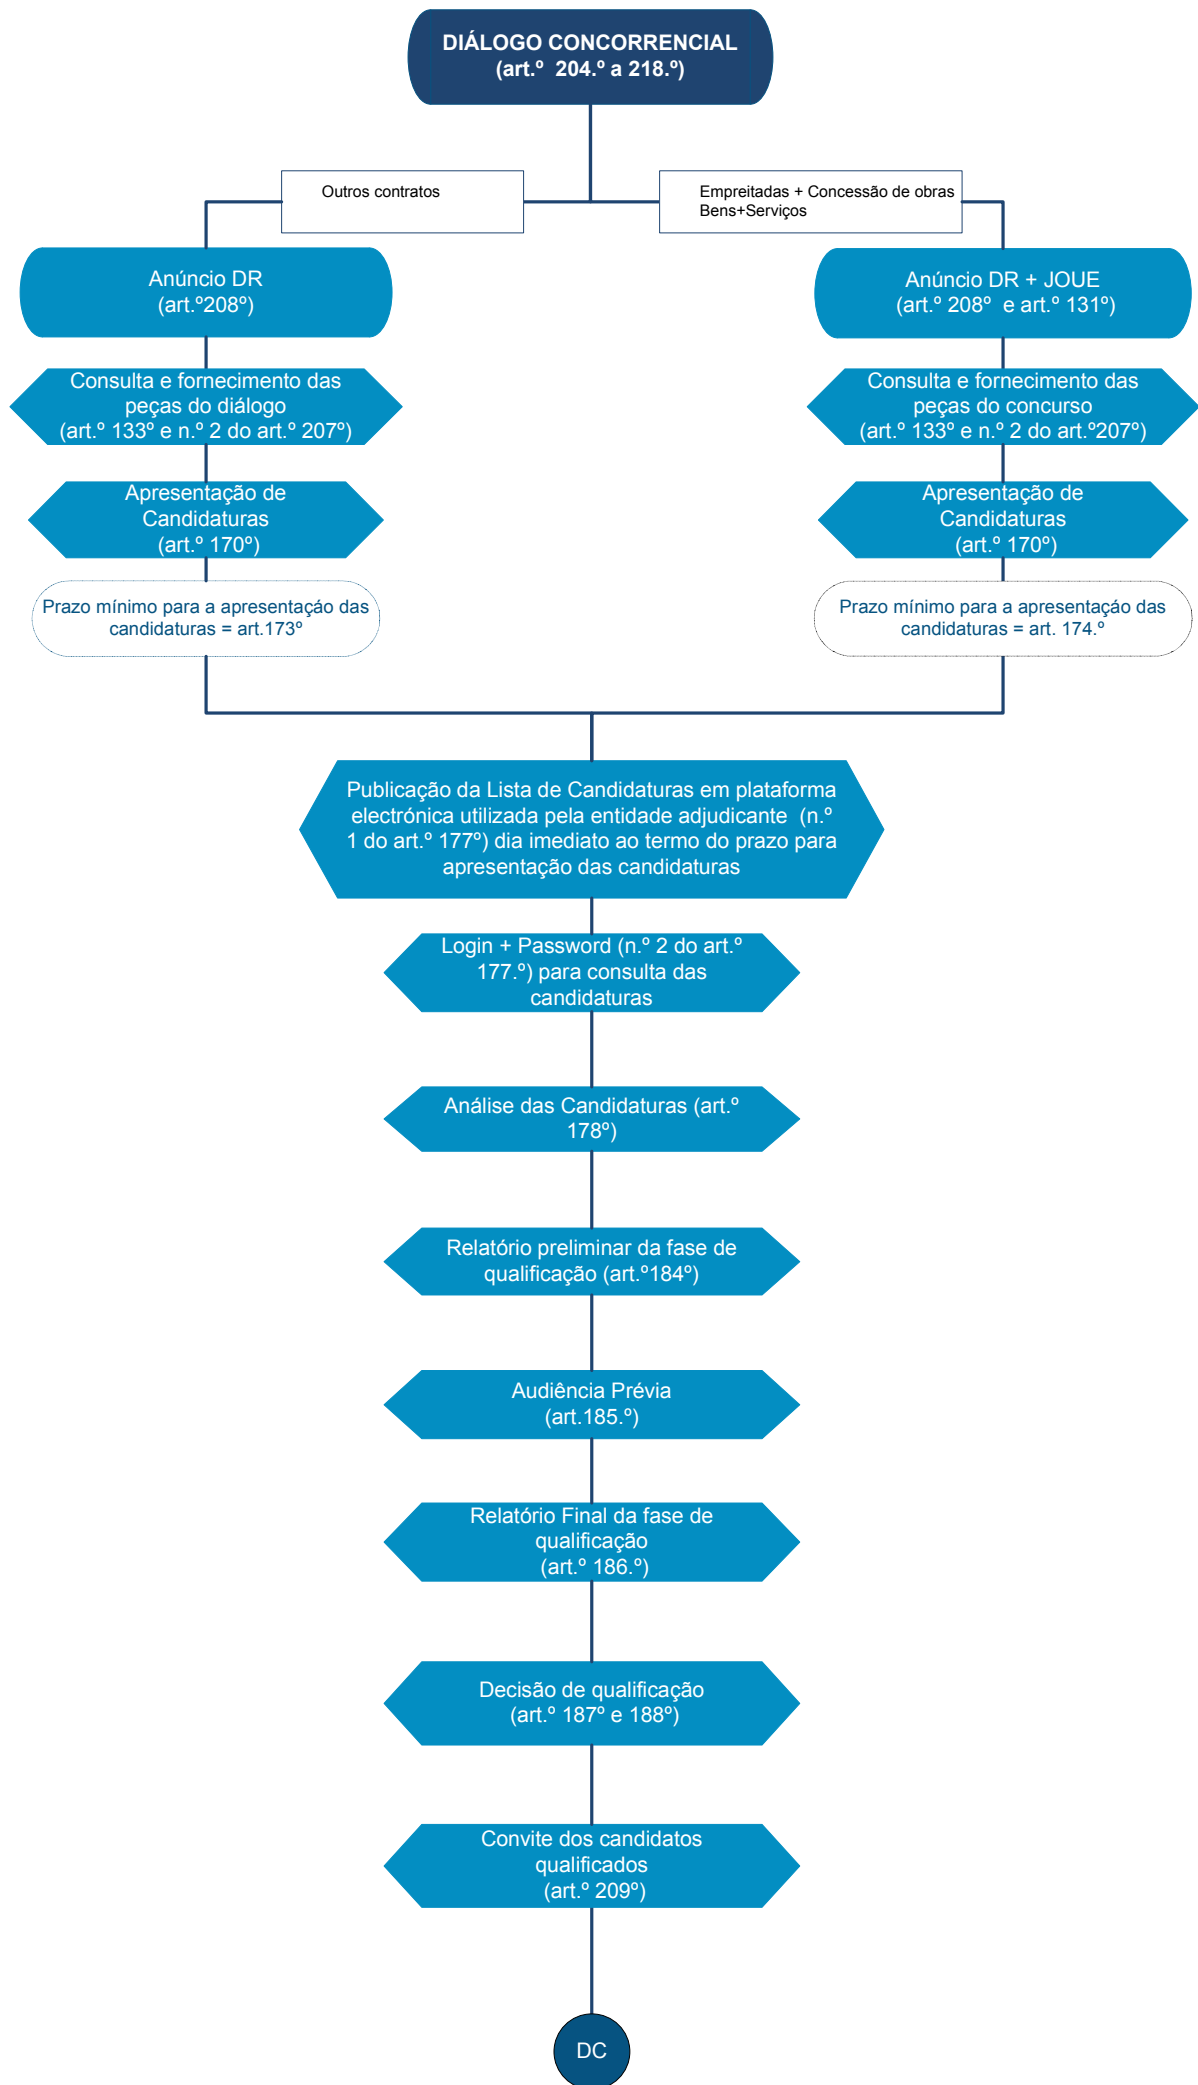 DIÁLOGO CONCORRENCIAL
(art.º 204.º a 218.º)
Outros contratos
Empreitadas + Concessão de obras
Bens+Serviços
Anúncio DR
(art.º208º)
Anúncio DR + JOUE
(art.º 208º e art.º 131º)
Consulta e fornecimento das
peças do diálogo
(art.º 133º e n.º 2 do art.º 207º)
Consulta e fornecimento das
peças do concurso
(art.º 133º e n.º 2 do art.º207º)
Apresentação de
Candidaturas
(art.º 170º)
Apresentação de
Candidaturas
(art.º 170º)
Prazo mínimo para a apresentaçáo das
candidaturas = art.173º
Prazo mínimo para a apresentaçáo das
candidaturas = art. 174.º
Publicação da Lista de Candidaturas em plataforma
electrónica utilizada pela entidade adjudicante (n.º
1 do art.º 177º) dia imediato ao termo do prazo para
apresentação das candidaturas
Login + Password (n.º 2 do art.º
177.º) para consulta das
candidaturas
Análise das Candidaturas (art.º
178º)
Relatório preliminar da fase de
qualificação (art.º184º)
Audiência Prévia
(art.185.º)
Relatório Final da fase de
qualificação
(art.º 186.º)
Decisão de qualificação
(art.º 187º e 188º)
Convite dos candidatos
qualificados
(art.º 209º)
DC